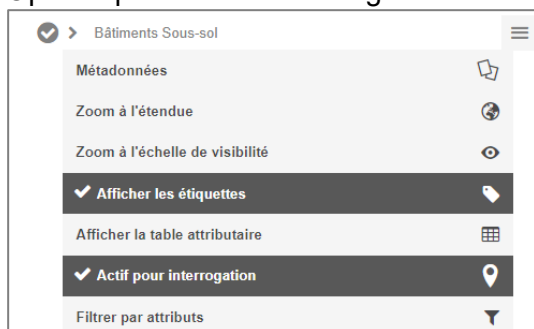 Bâtiments Sous-sol
Métadonnées
Zoom à l'étendue
Zoom à l'échelle de visibilité
Afficher les étiquettes
Afficher la table attributaire
Actif pour interrogation
Filtrer par attributs